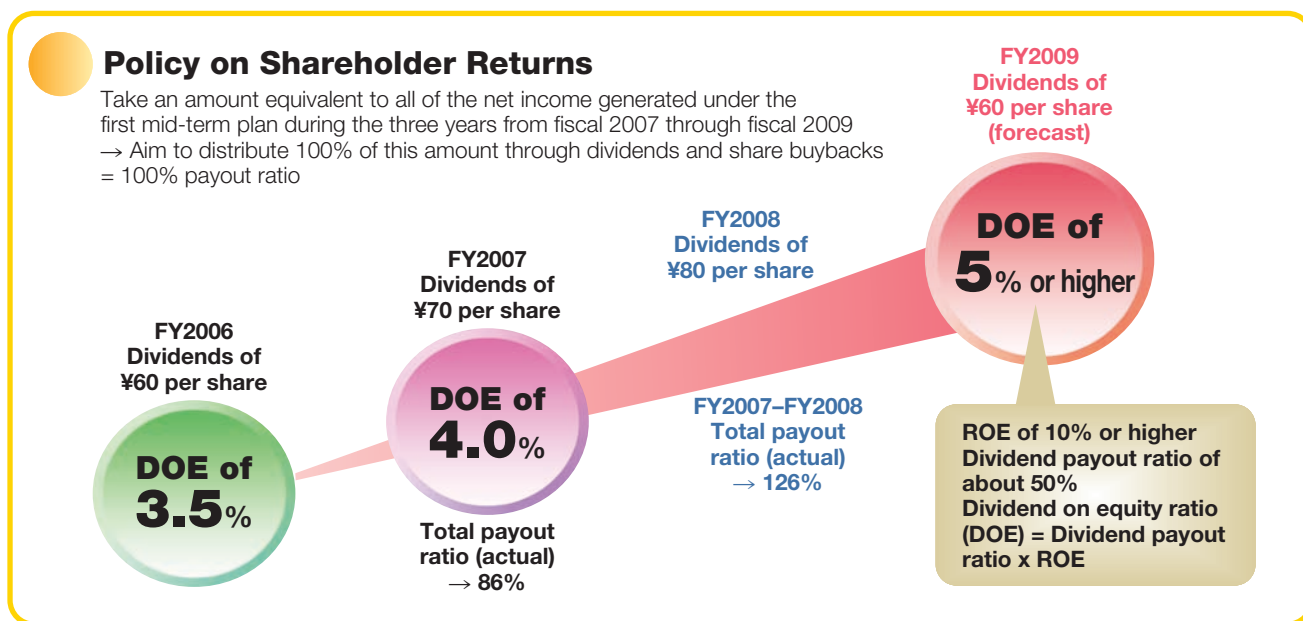 Policy on Shareholder Returns
Take an amount equivalent to all of the net income generated under the
first mid-term plan during the three years from fiscal 2007 through fiscal 2009
→ Aim to distribute 100% of this amount through dividends and share buybacks
= 100% payout ratio
FY2006
Dividends of
¥60 per share
DOE of
3.5%
FY2007
Dividends of
¥70 per share
DOE of
4.0%
Total payout
ratio (actual)
→ 86%
FY2008
Dividends of
¥80 per share
FY2007–FY2008
Total payout
ratio (actual)
→ 126%
FY2009
Dividends of
¥60 per share
(forecast)
DOE of
5% or higher
ROE of 10% or higher
Dividend payout ratio of
about 50%
Dividend on equity ratio
(DOE) = Dividend payout
ratio x ROE